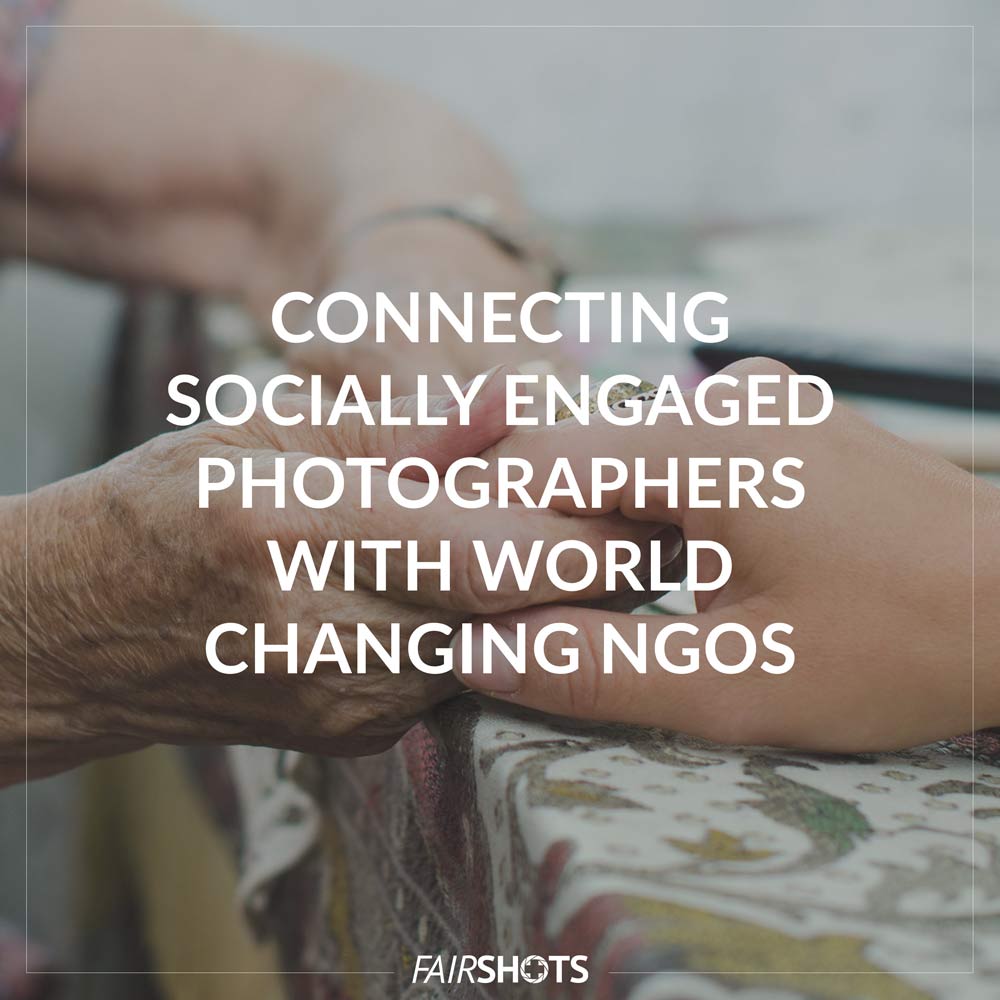 CONNECTING
SOCIALLY ENGAGED
PHOTOGRAPHERS
WITH WORLD
CHANGING NGOS
FAIRSHOTS